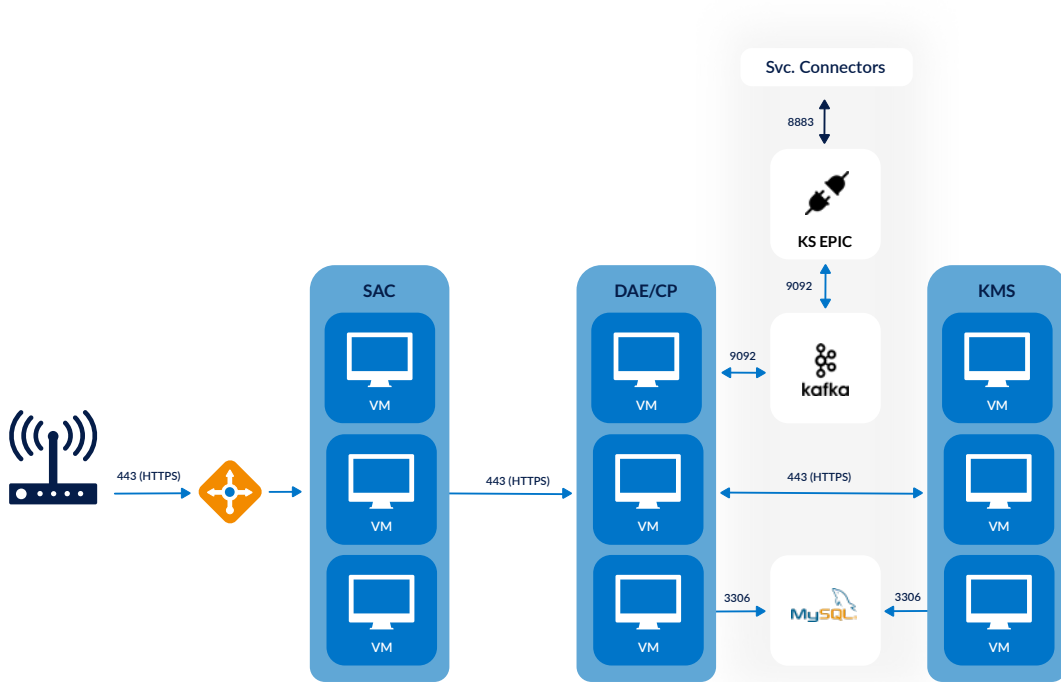 Svc. Connectors
8883
KS EPIC
9092
SAC
DAE/CP
KMS
9092
kafka
VM
VM
VM
443 (HTTPS)
443 (HTTPS)
443 (HTTPS)
VM
VM
VM
3306
MySQL
3306
VM
VM
VM